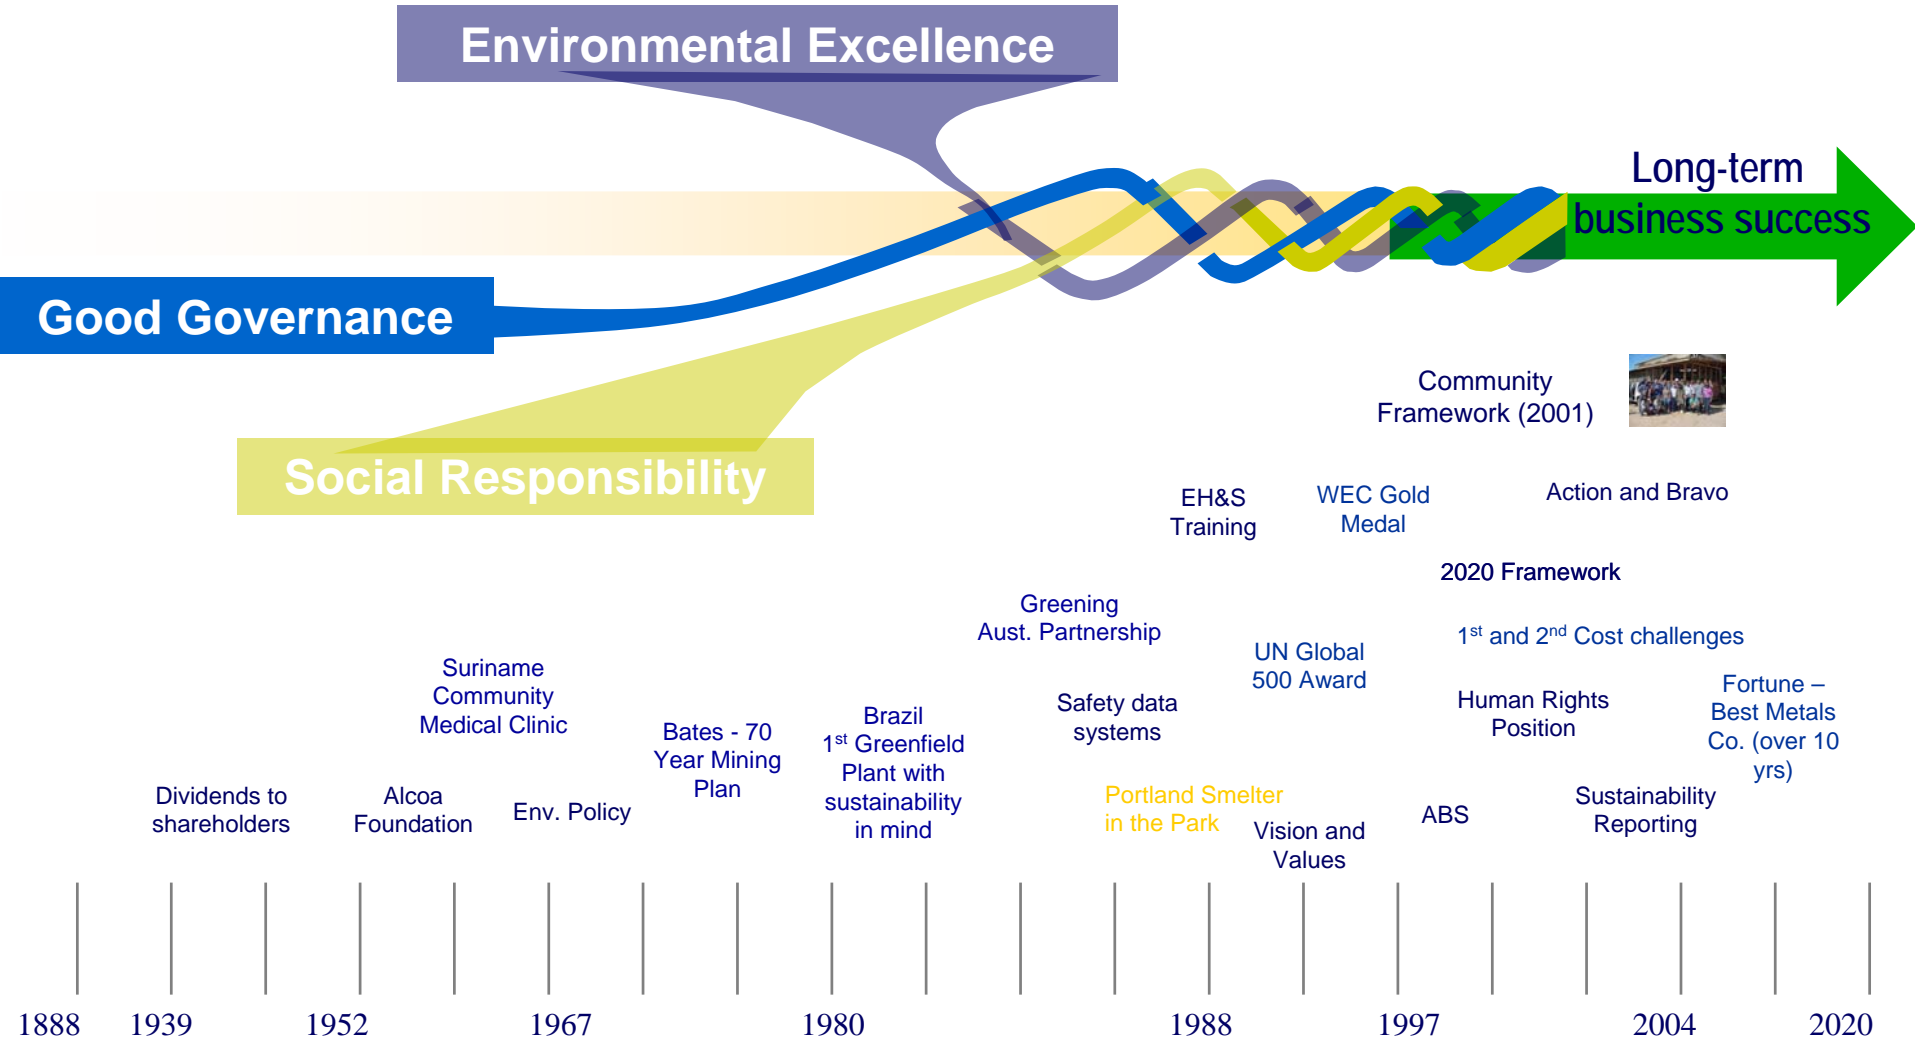 Environmental Excellence
Long-term
business success
Good Governance
Social Responsibility
Community
Framework (2001)
EH&S
Training
WEC Gold
Medal
Action and Bravo
2020 Framework
Greening
Aust. Partnership
1st and 2nd Cost challenges
UN Global
500 Award
Suriname
Community
Medical Clinic
Safety data
systems
Human Rights
Position
Fortune –
Best Metals
Co. (over 10
yrs)
Bates - 70
Year Mining
Plan
Brazil
1st Greenfield
Plant with
sustainability
in mind
Dividends to
shareholders
Alcoa
Foundation
Env. Policy
Portland Smelter
in the Park
Vision and
Values
ABS
Sustainability
Reporting
1888 1939 1952 1967 1980 1988 1997 2004 2020